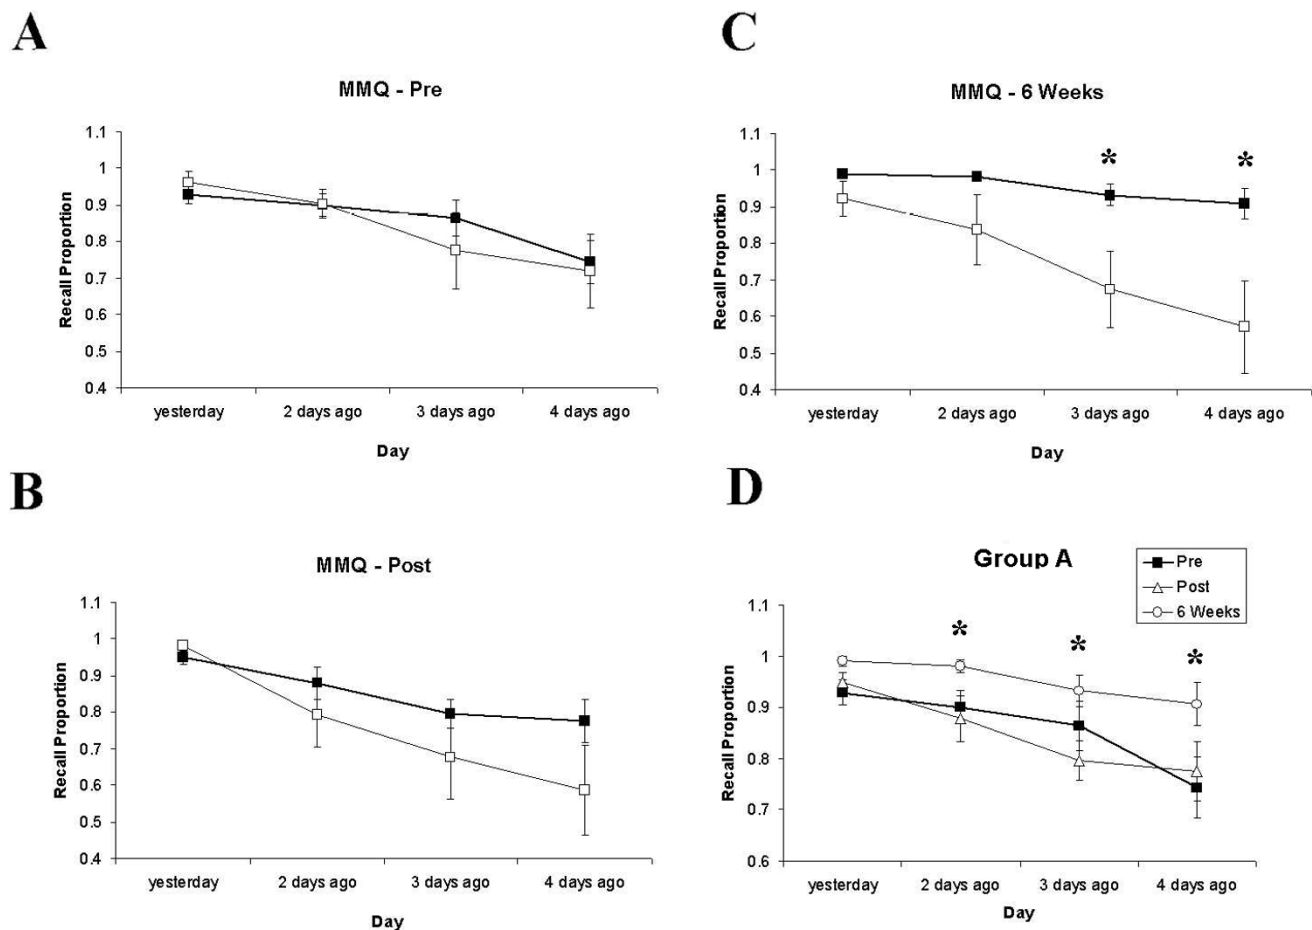 A
MMQ - Pre
Recall Proportion
1.1
1
0.9
0.8
0.7
0.6
0.5
0.4
yesterday 2 days ago 3 days ago 4 days ago
Day
B
MMQ - Post
Recall Proportion
1.1
1
0.9
0.8
0.7
0.6
0.5
0.4
yesterday 2 days ago 3 days ago 4 days ago
Day
C
MMQ - 6 Weeks
Recall Proportion
1.1
1
0.9
0.8
0.7
0.6
0.5
0.4
* *
yesterday 2 days ago 3 days ago 4 days ago
Day
D
Group A
Pre
Post
6 Weeks
Recall Proportion
1.1
1
0.9
0.8
0.7
0.6
* * *
yesterday 2 days ago 3 days ago 4 days ago
Day